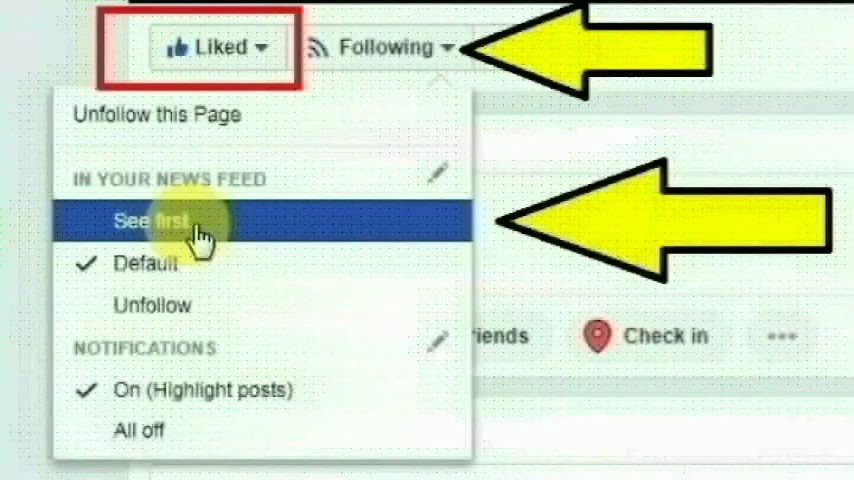 Liked Following
Unfollow this Page
IN YOUR NEWS FEED
See first
Default
Unfollow
riends Check in
NOTIFICATIONS
On (Highlight posts)
All off